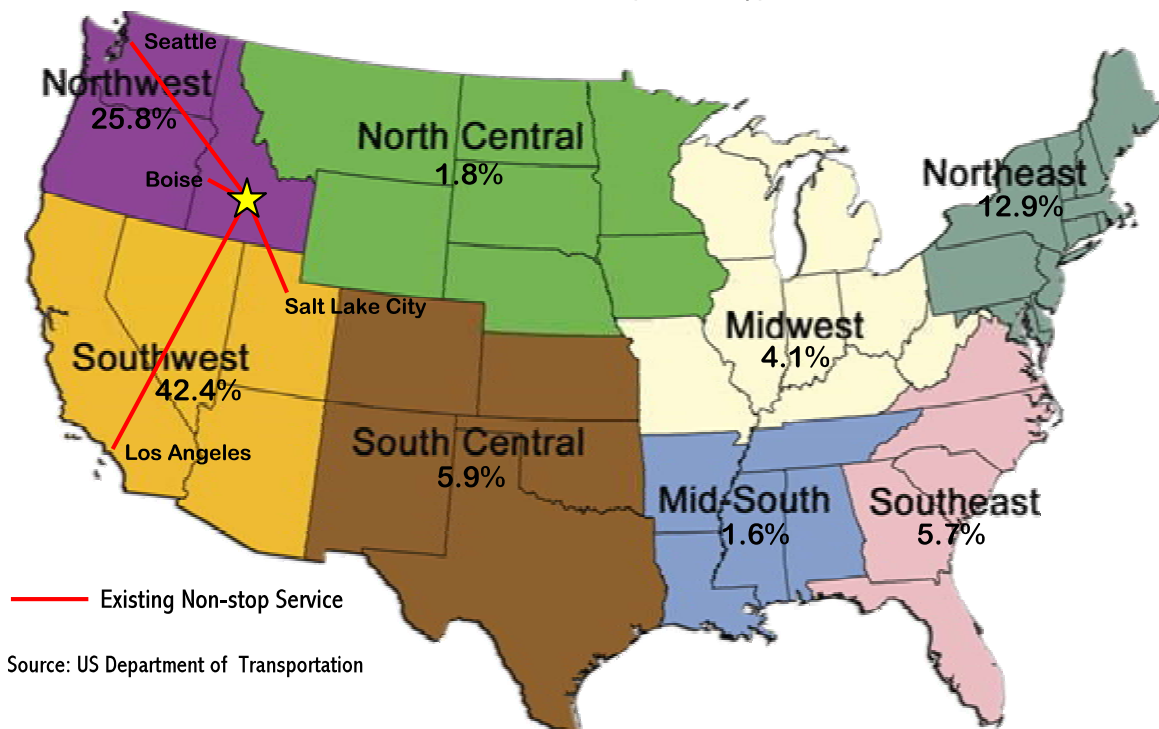 Seattle
Northwest
25.8%
North Central
1.8%
Boise
Northeast
12.9%
Salt Lake City
Midwest
4.1%
Southwest
42.4%
Los Angeles
South Central
5.9%
Mid-South
1.6%
Southeast
5.7%
Existing Non-stop Service
Source: US Department of Transportation